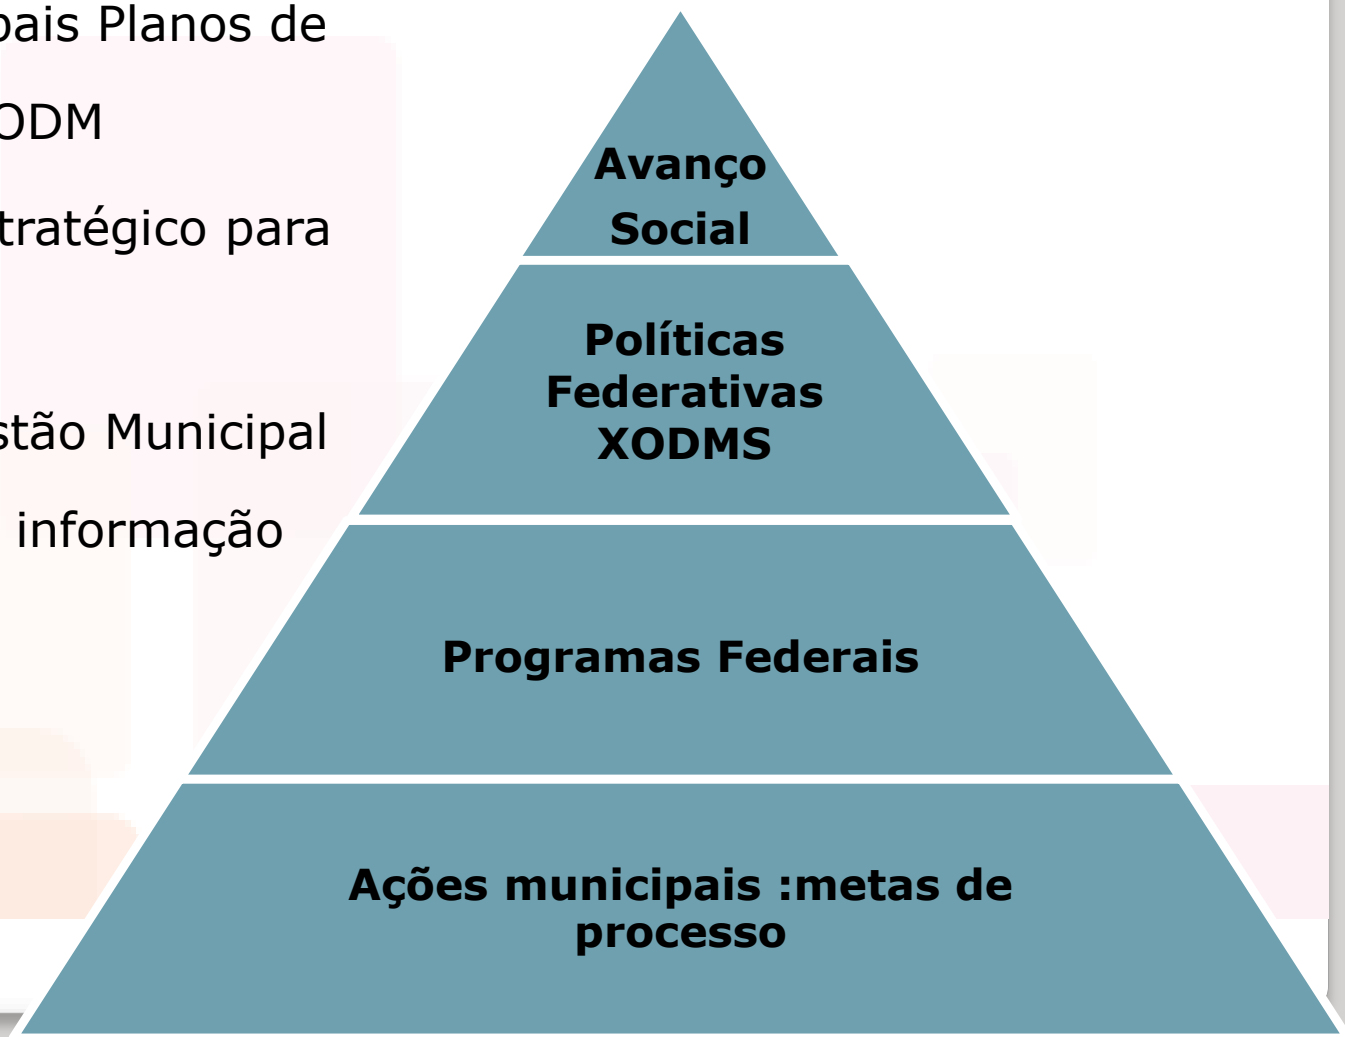 pais Planos de
ODM
tratégico para
stão Municipal
informação
Avanço
Social
Políticas
Federativas
XODMS
Programas Federais
Ações municipais :metas de
processo